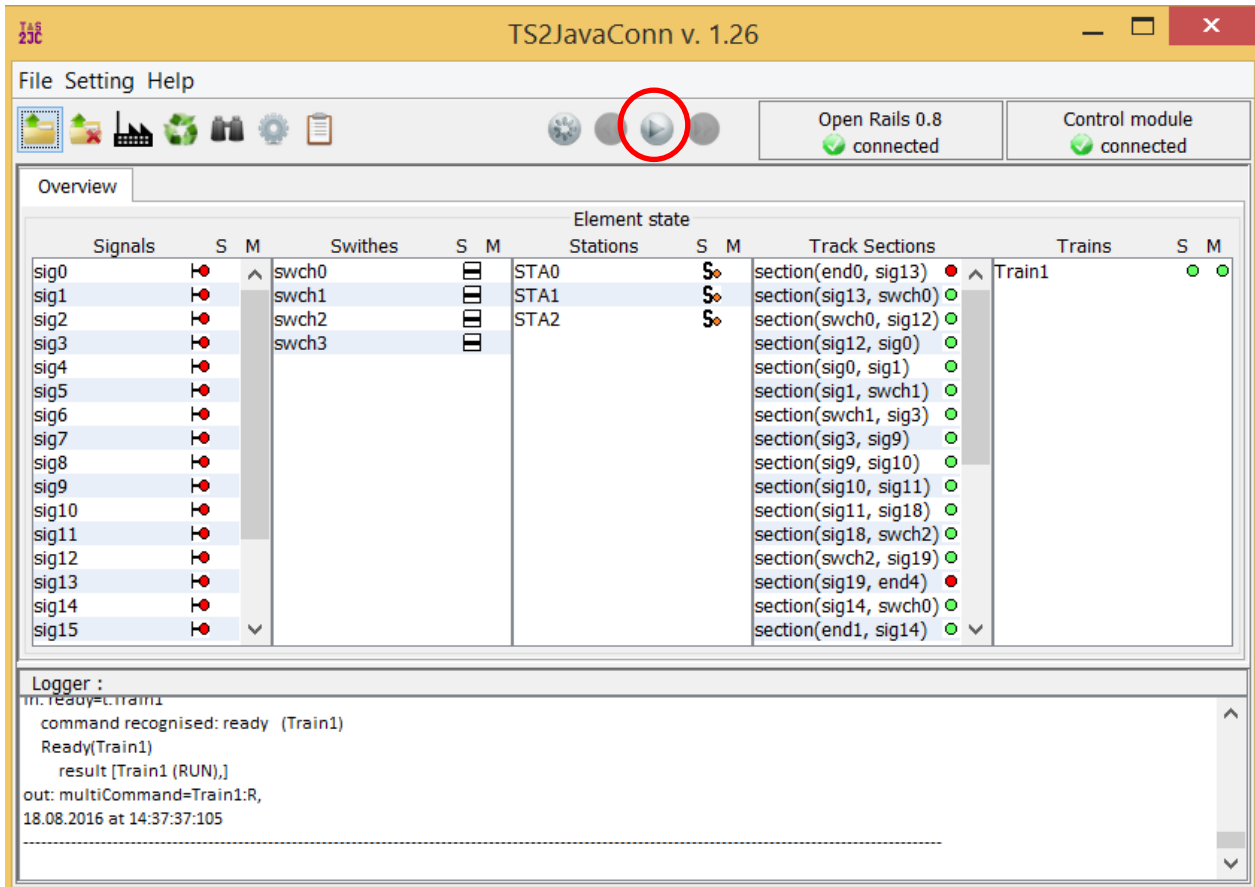 TS2JavaConn v. 1.26
File Setting Help
Open Rails 0.8
connected
Control module
connected
Overview
Element state
Signals S M Swithes S M Stations S M Track Sections Trains S M
sig0 swch0 STA0 section(end0, sig13) Train1
sig1 swch1 STA1 section(sig13, swch0)
sig2 swch2 STA2 section(swch0, sig12)
sig3 swch3 section(sig12, sig0)
sig4 section(sig0, sig1)
sig5 section(sig1, swch1)
sig6 section(swch1, sig3)
sig7 section(sig3, sig9)
sig8 section(sig9, sig10)
sig9 section(sig10, sig11)
sig10 section(sig11, sig18)
sig11 section(sig18, swch2)
sig12 section(swch2, sig19)
sig13 section(sig19, end4)
sig14 section(sig14, swch0)
sig15 section(end1, sig14)
Logger :
in: ready=t.Train1
command recognised: ready (Train1)
Ready(Train1)
result [Train1 (RUN),]
out: multiCommand=Train1:R,
18.08.2016 at 14:37:37:105